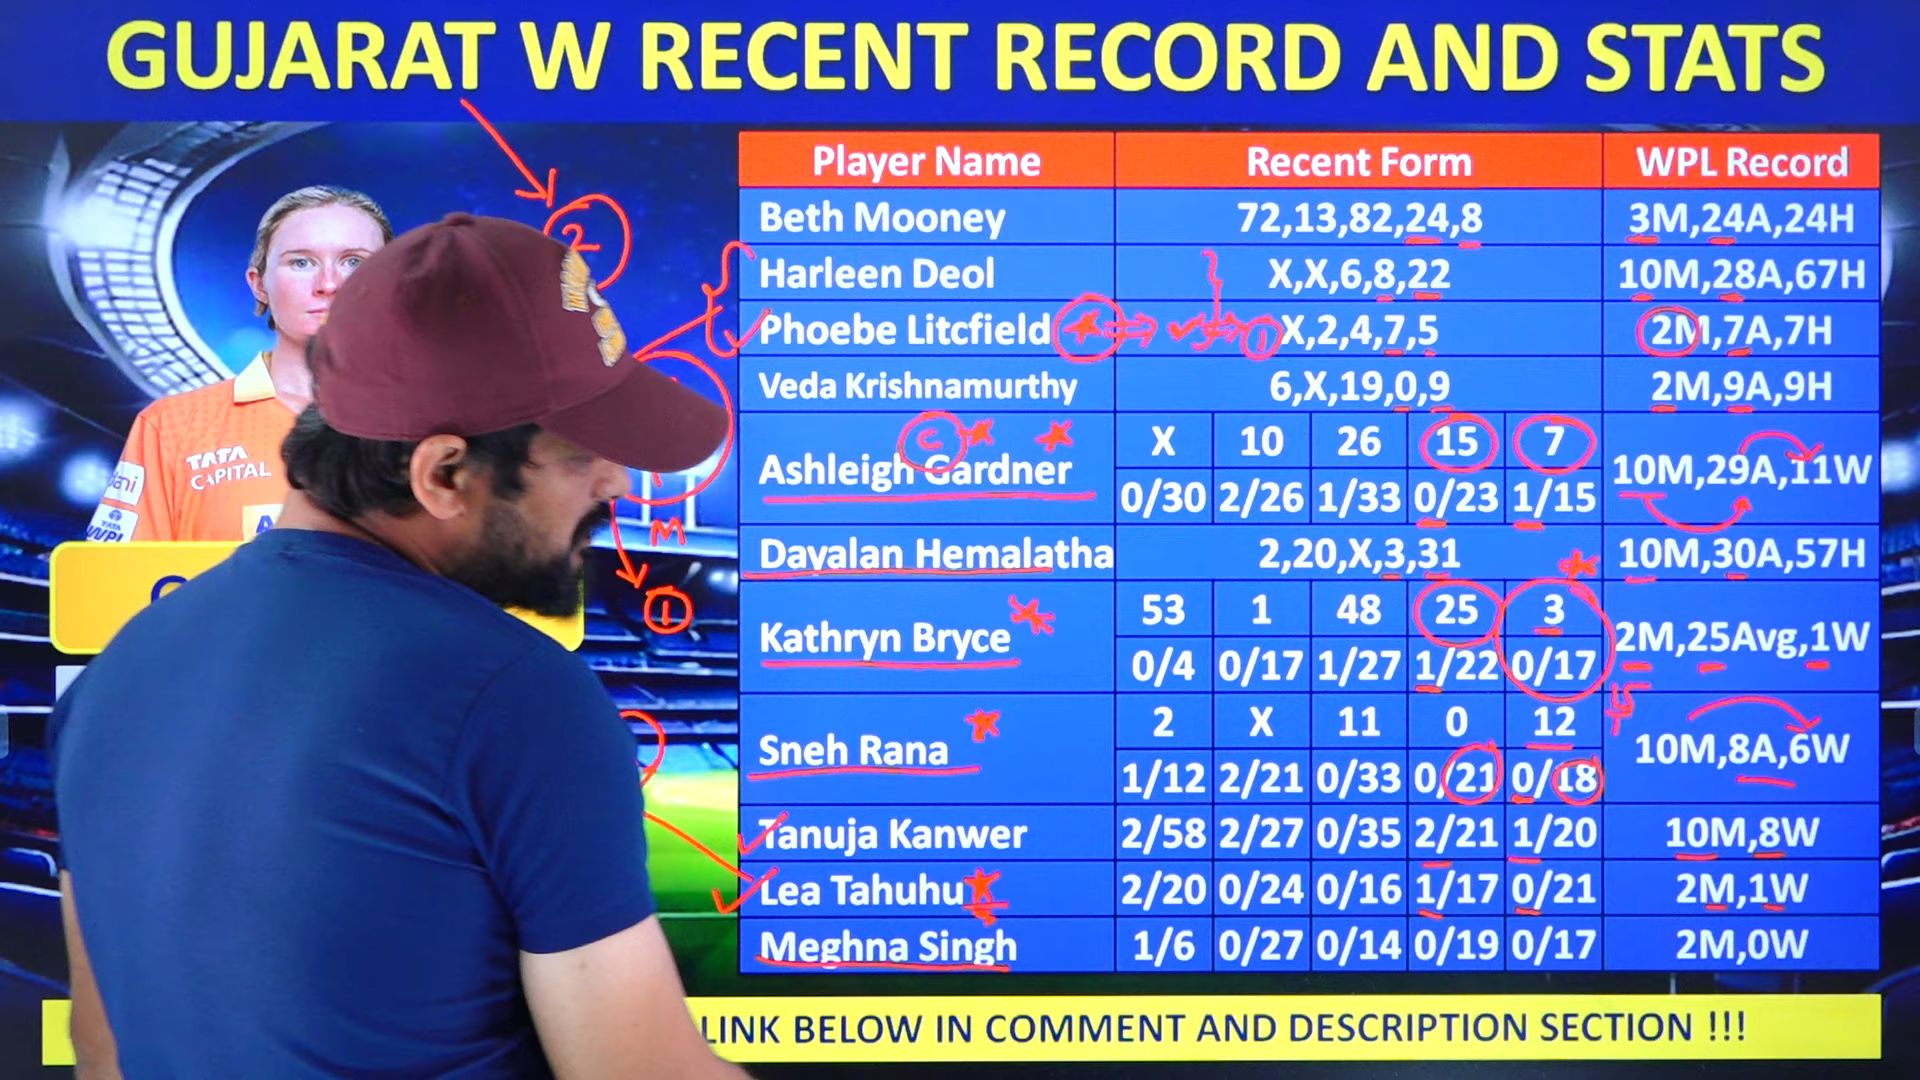 GUJARAT W RECENT RECORD AND STATS
2
Player Name Recent Form WPL Record
Beth Mooney 72,13,82,24,8 3M,24A,24H
Harleen Deol X,X,6,8,22 10M,28A,67H
Phoebe Litcfield 1 X,2,4,7,5 2M,7A,7H
Veda Krishnamurthy 6,X,19,0,9 2M,9A,9H
C
Ashleigh Gardner X 10 26 15 7 10M,29A,11W
0/30 2/26 1/33 0/23 1/15
M
Dayalan Hemalatha 2,20,X,3,31 10M,30A,57H
1
Kathryn Bryce 53 1 48 25 3 2M,25Avg,1W
0/4 0/17 1/27 1/22 0/17
Sneh Rana 2 X 11 0 12 10M,8A,6W
1/12 2/21 0/33 0/21 0/18
Tanuja Kanwer 2/58 2/27 0/35 2/21 1/20 10M,8W
Lea Tahuhu 2/20 0/24 0/16 1/17 0/21 2M,1W
Meghna Singh 1/6 0/27 0/14 0/19 0/17 2M,0W
TATA
CAPITAL
ani
TATA
WPL
LINK BELOW IN COMMENT AND DESCRIPTION SECTION !!!